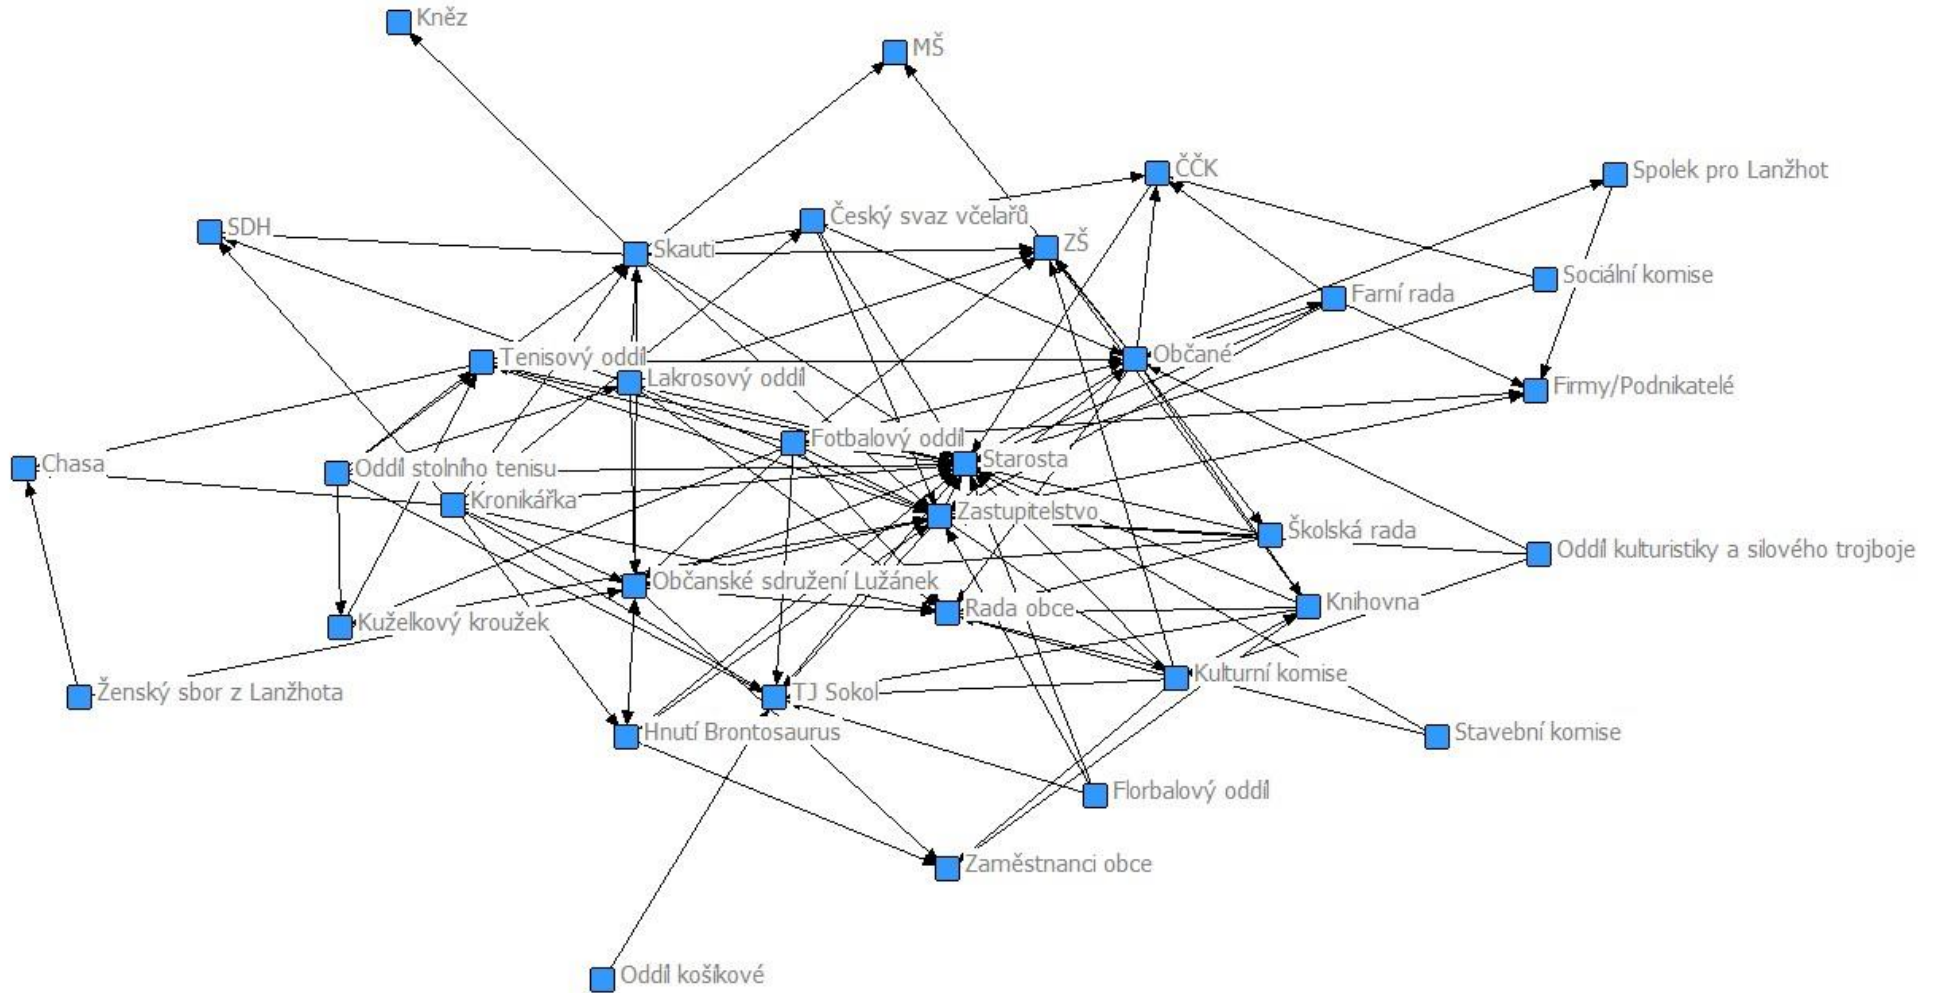 Kněz
MŠ
ČČK
Spolek pro Lanžhot
Český svaz včelařů
SDH
Skauti
ZŠ
Sociální komise
Farní rada
Občané
Tenisový oddíl
Lakrosový oddíl
Firmy/Podnikatelé
Fotbalový oddíl
Starosta
Chasa
Oddíl stolního tenisu
Kronikářka
Zastupitelstvo
Školská rada
Oddíl kulturistiky a silového trojboje
Občanské sdružení Lužánek
Rada obce
Knihovna
Kuželkový kroužek
Kulturní komise
Ženský sbor z Lanžhota
TJ Sokol
Hnutí Brontosaurus
Stavební komise
Florbalový oddíl
Zaměstnanci obce
Oddíl košíkové